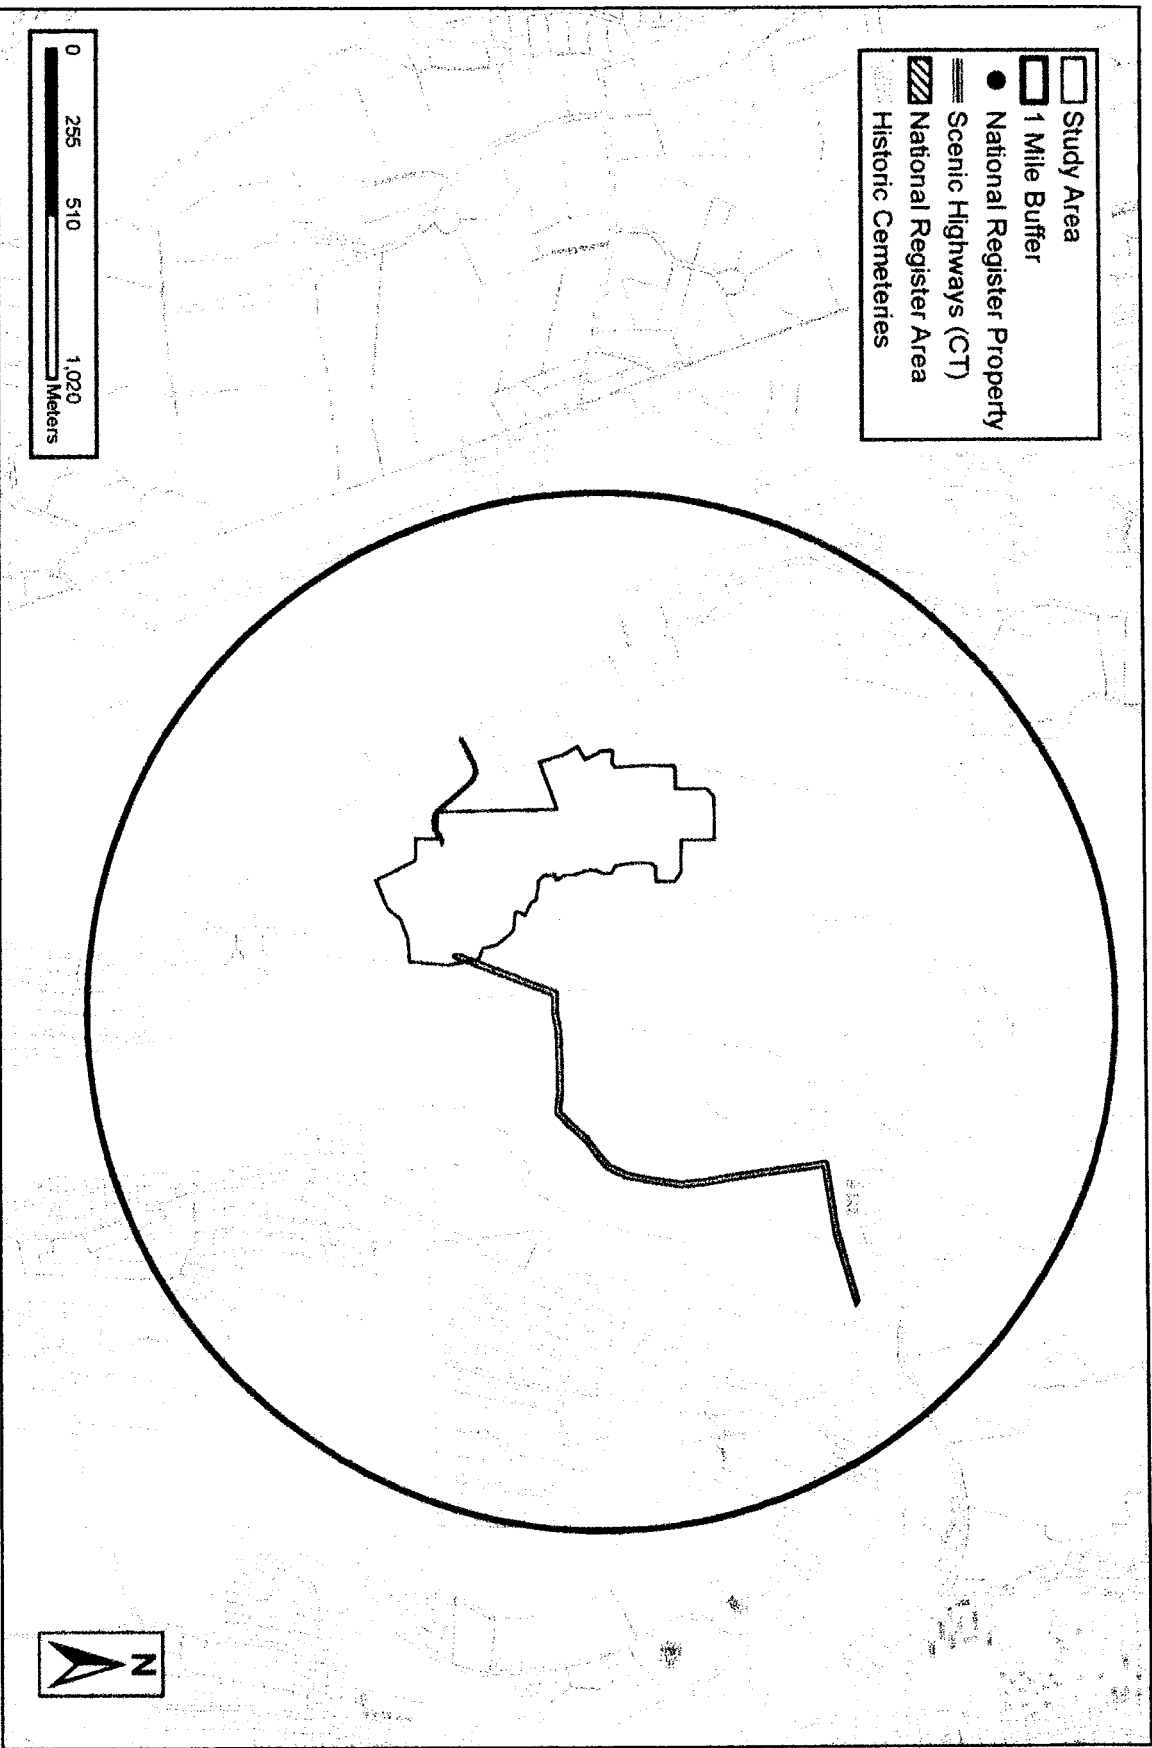 Study Area
1 Mile Buffer
National Register Property
Scenic Highways (CT)
National Register Area
Historic Cemeteries
0 255 510 1,020
Meters
N